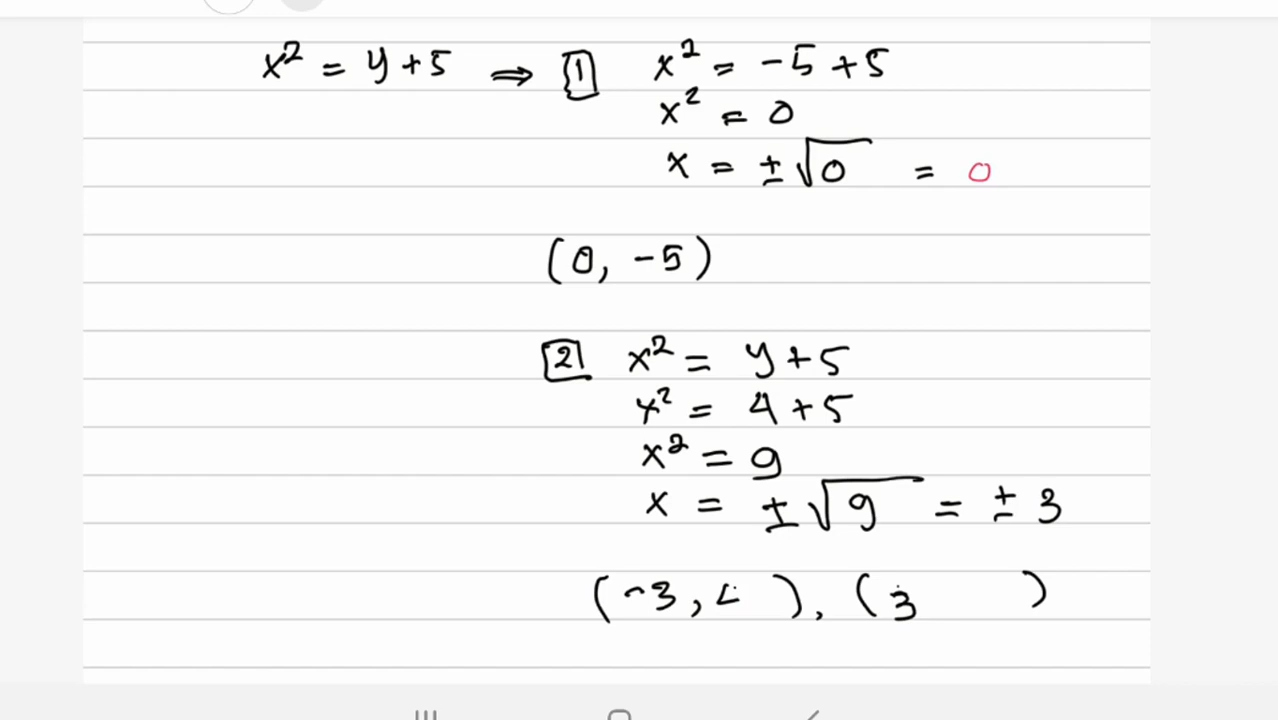 x² = y + 5 ⇒ [1] x² = -5 + 5
x² = 0
x = ±√0 = 0
(0, -5)
[2] x² = y + 5
x² = 4 + 5
x² = 9
x = ±√9 = ±3
(-3, ), (3 )